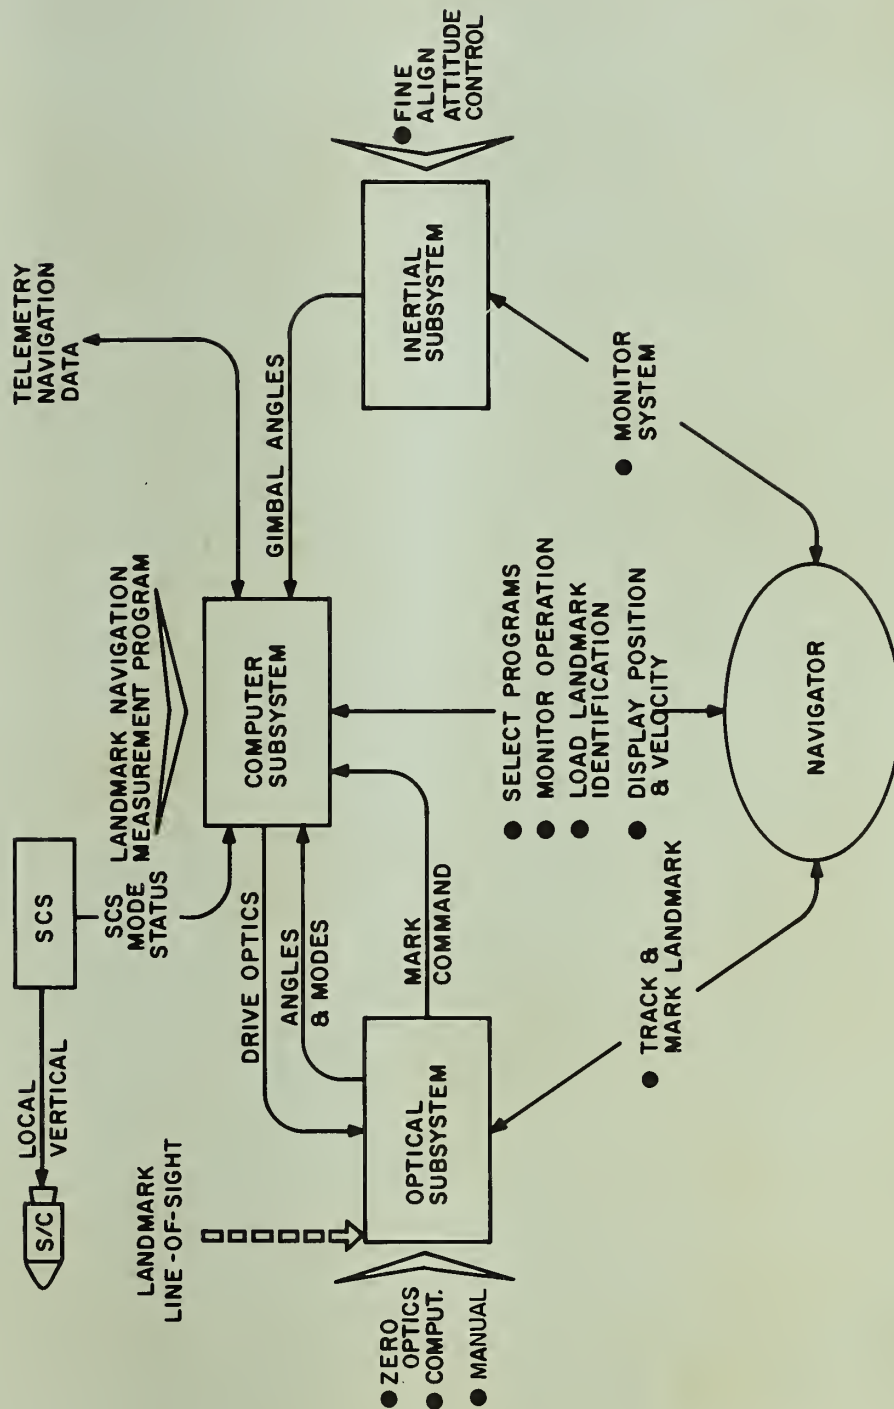 S/C
LOCAL
VERTICAL
SCS
SCS
MODE
STATUS
LANDMARK
LINE-OF-SIGHT
LANDMARK NAVIGATION
MEASUREMENT PROGRAM
TELEMETRY
NAVIGATION
DATA
DRIVE OPTICS
ANGLES
& MODES
MARK
COMMAND
COMPUTER
SUBSYSTEM
GIMBAL ANGLES
● ZERO
OPTICS
● COMPUT.
● MANUAL
OPTICAL
SUBSYSTEM
INERTIAL
SUBSYSTEM
● FINE
ALIGN
ATTITUDE
CONTROL
● TRACK &
MARK LANDMARK
● SELECT PROGRAMS
● MONITOR OPERATION
● LOAD LANDMARK
IDENTIFICATION
● DISPLAY POSITION
& VELOCITY
● MONITOR
SYSTEM
NAVIGATOR